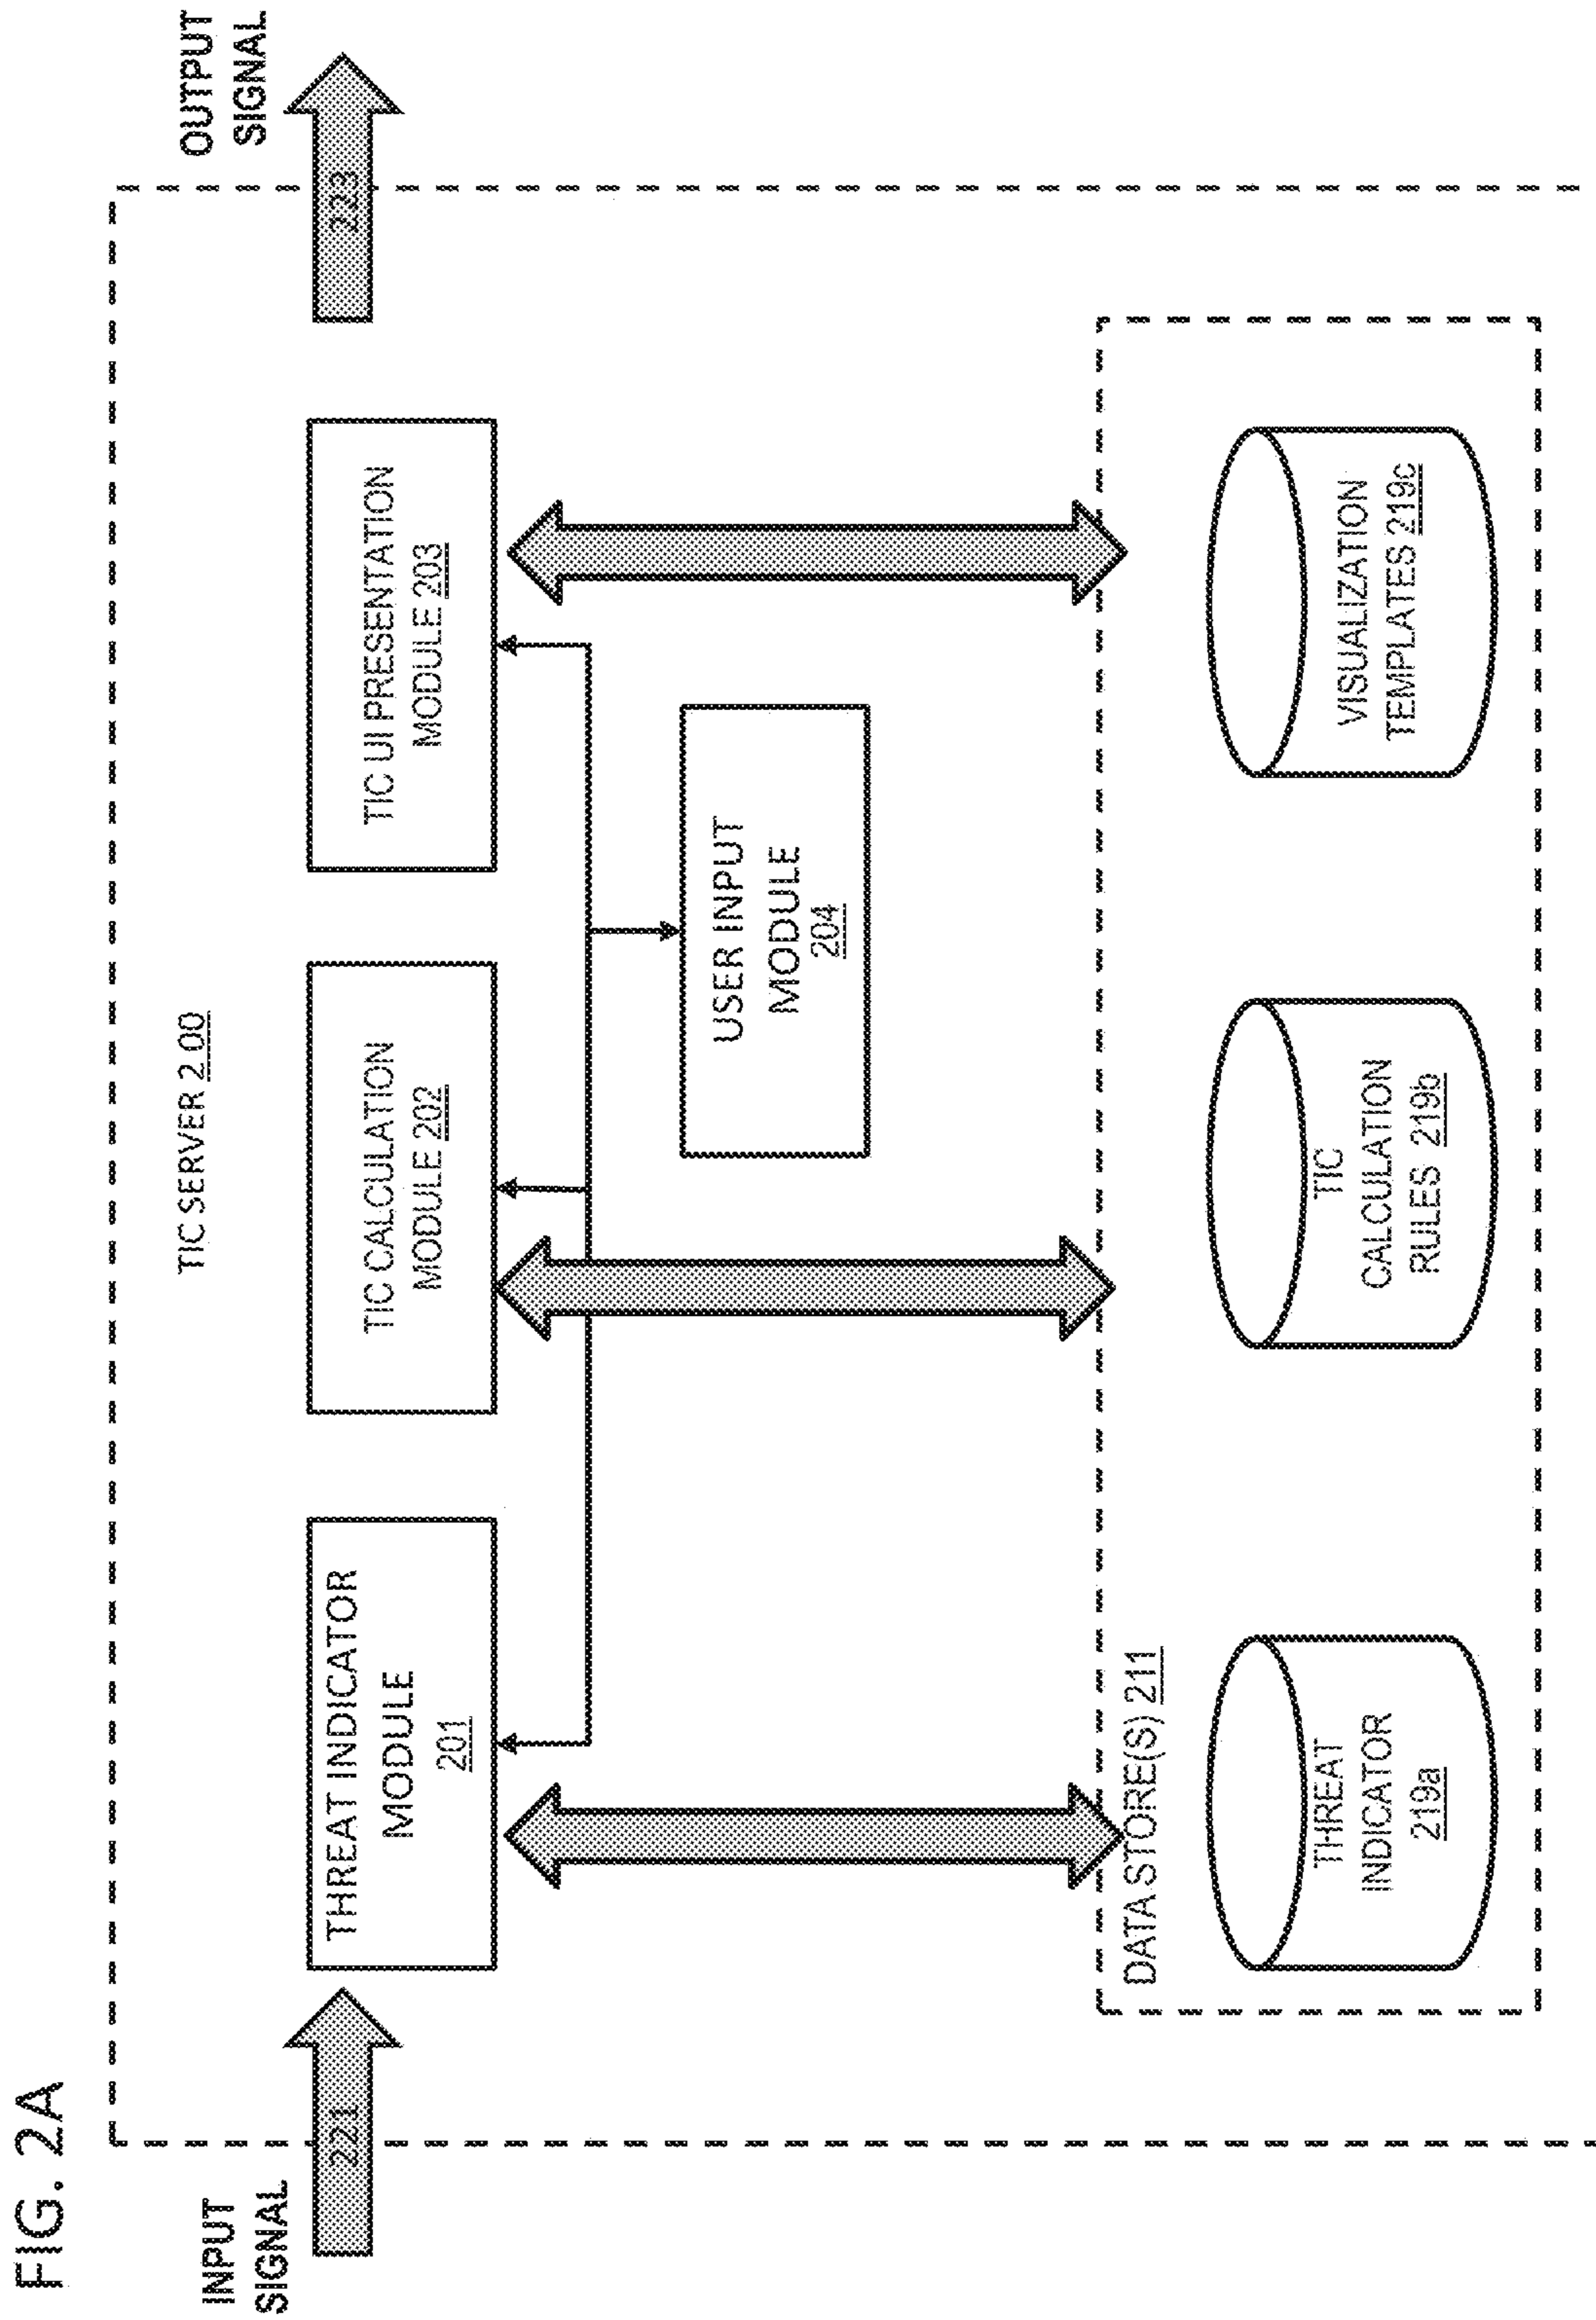 FIG. 2A
TIC SERVER 200
INPUT
SIGNAL
221
THREAT INDICATOR
MODULE
201
TIC CALCULATION
MODULE 202
TIC UI PRESENTATION
MODULE 203
223
OUTPUT
SIGNAL
USER INPUT
MODULE
204
DATA STORE(S) 211
THREAT
INDICATOR
219a
TIC
CALCULATION
RULES 219b
VISUALIZATION
TEMPLATES 219c